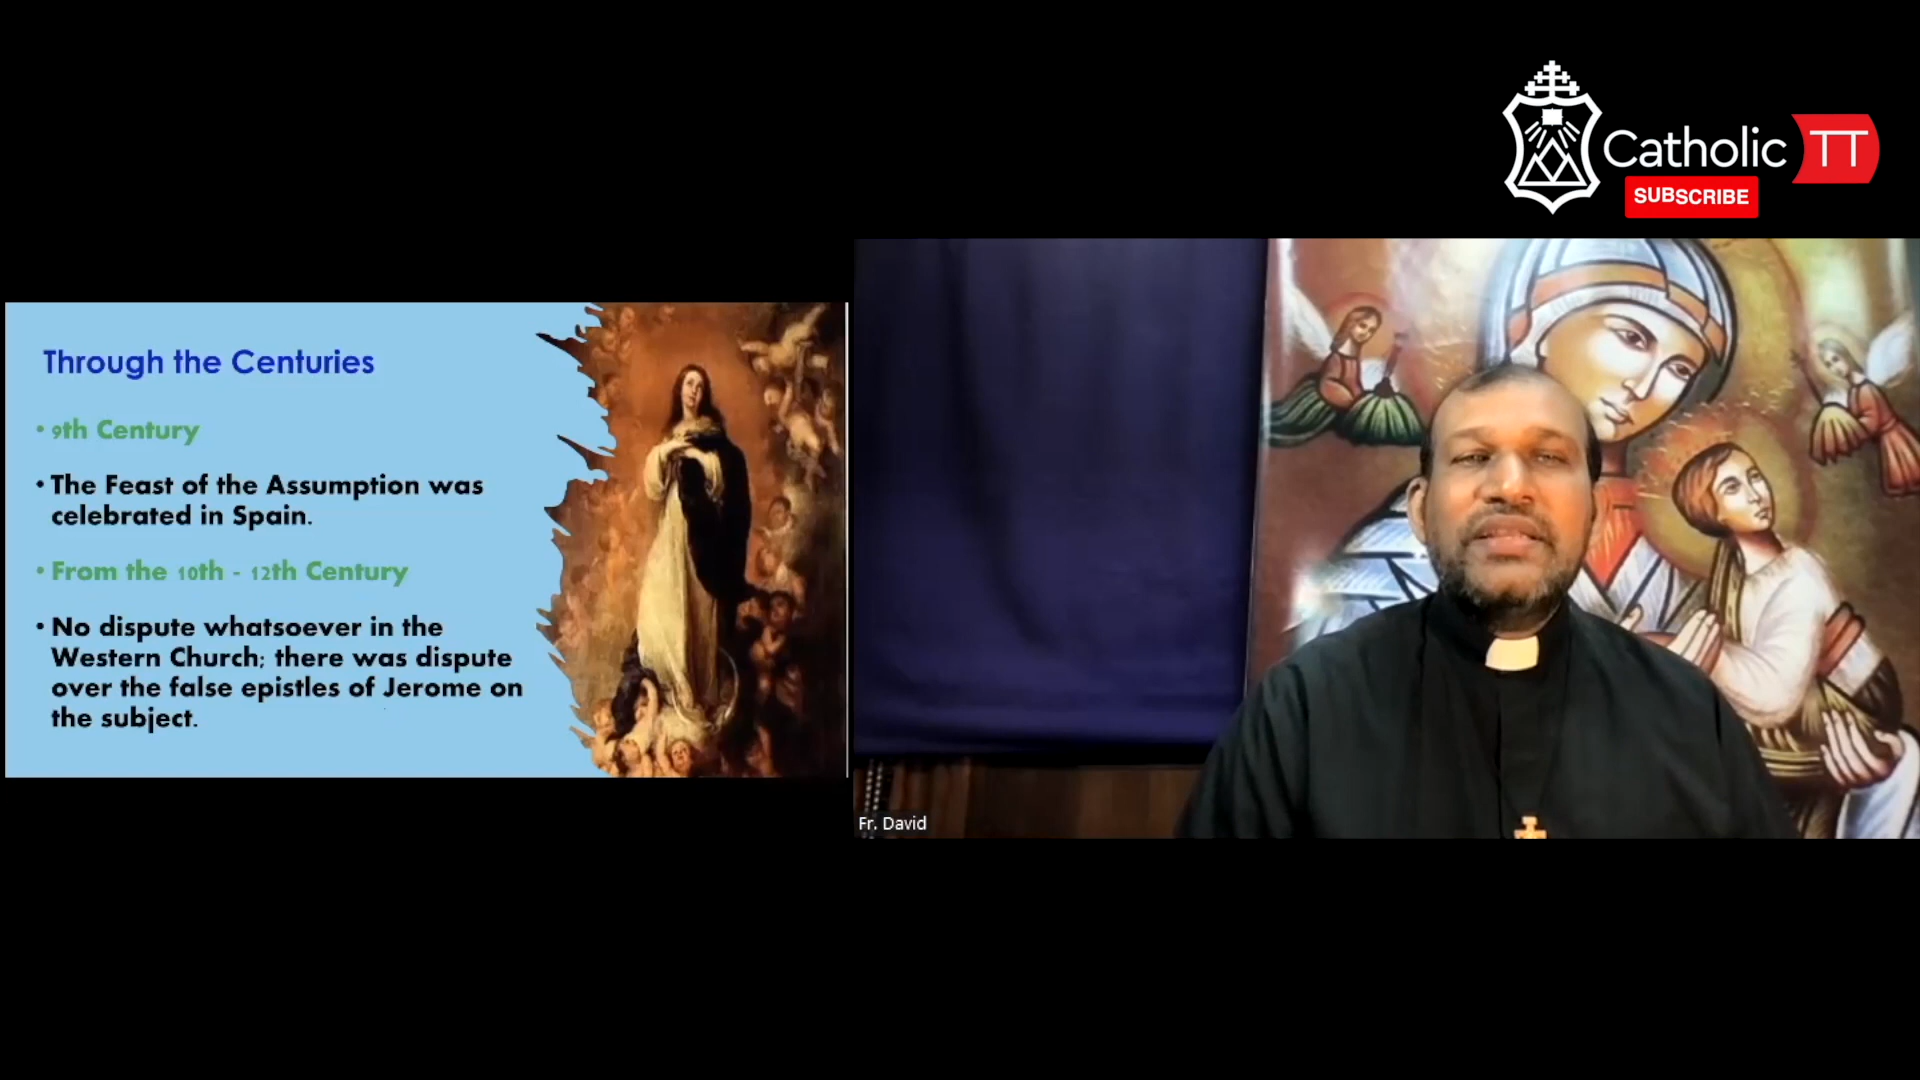 Catholic TT
SUBSCRIBE
Through the Centuries
• 9th Century
• The Feast of the Assumption was
celebrated in Spain.
• From the 10th - 12th Century
• No dispute whatsoever in the
Western Church; there was dispute
over the false epistles of Jerome on
the subject.
Fr. David